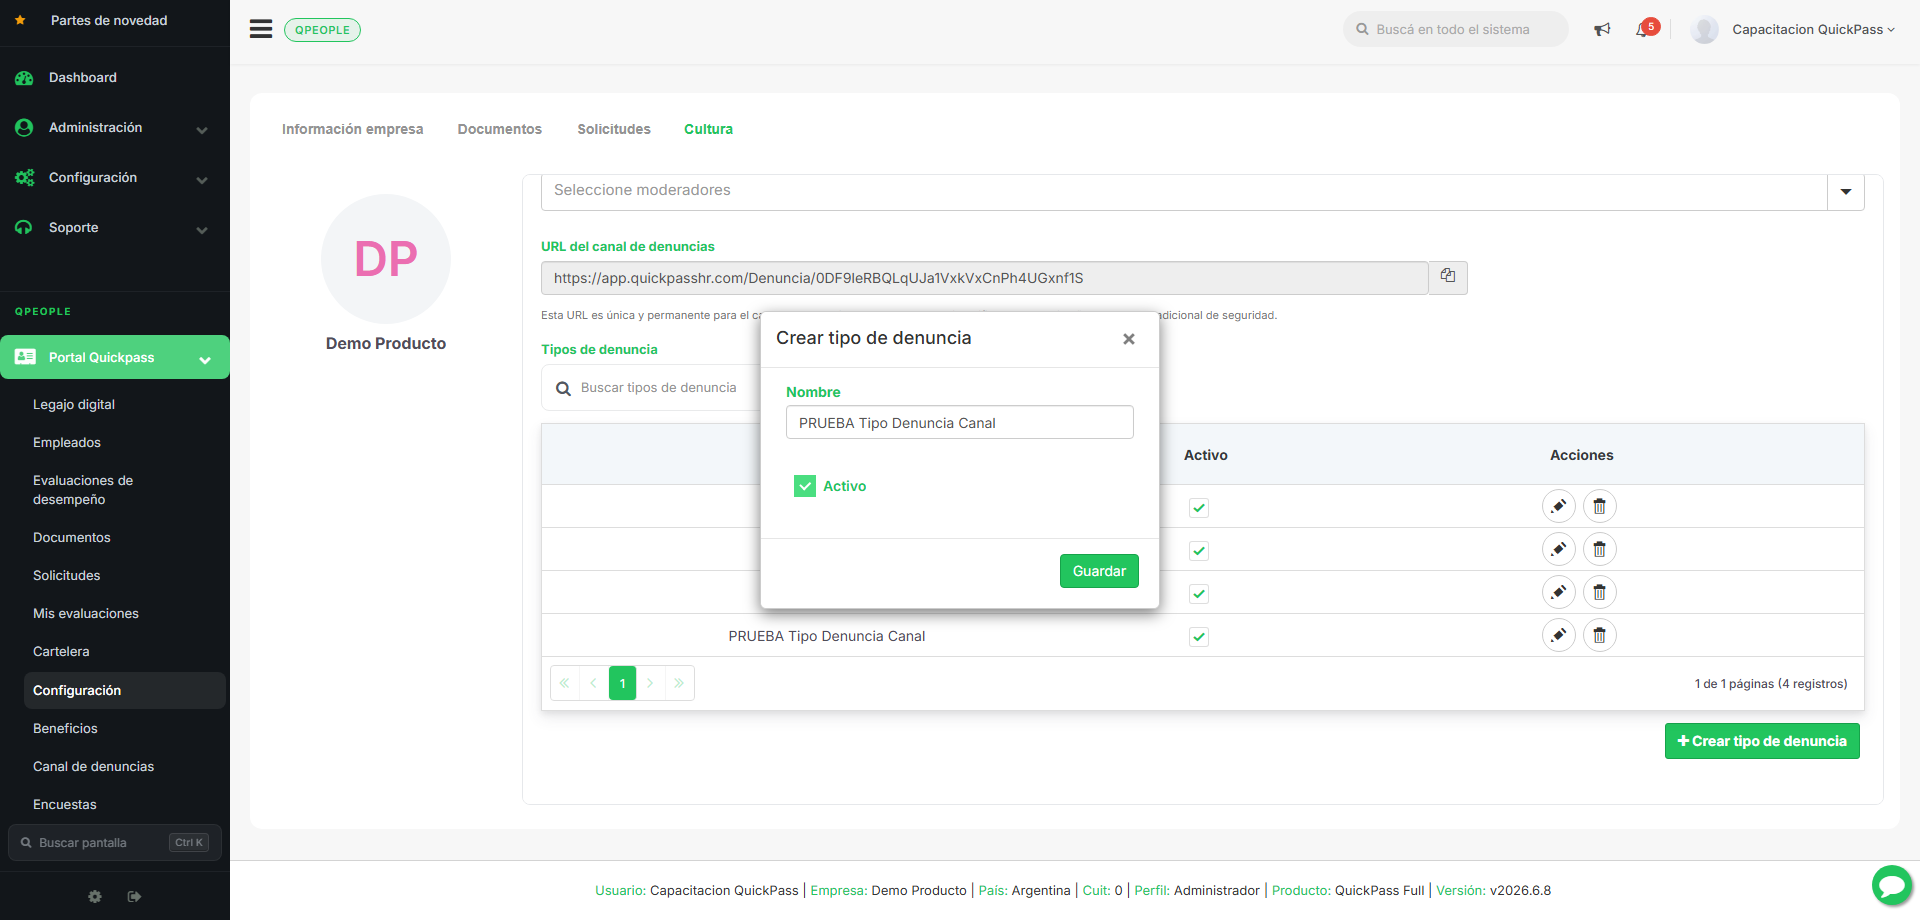 Partes de novedad
Dashboard
Administración
Configuración
Soporte
QPEOPLE
Portal Quickpass
Legajo digital
Empleados
Evaluaciones de
desempeño
Documentos
Solicitudes
Mis evaluaciones
Cartelera
Configuración
Beneficios
Canal de denuncias
Encuestas
Buscar pantalla Ctrl K
QPEOPLE
Buscá en todo el sistema
5
Capacitacion QuickPass
Información empresa Documentos Solicitudes Cultura
DP
Demo Producto
Seleccione moderadores
URL del canal de denuncias
https://app.quickpasshr.com/Denuncia/0DF9IeRBQLqUJa1VxkVxCnPh4UGxnf1S
Esta URL es única y permanente para el
dicional de seguridad.
Tipos de denuncia
Buscar tipos de denuncia
Activo Acciones
PRUEBA Tipo Denuncia Canal
« ‹ 1 › »
1 de 1 páginas (4 registros)
+ Crear tipo de denuncia
Crear tipo de denuncia ×
Nombre
PRUEBA Tipo Denuncia Canal
Activo
Guardar
Usuario: Capacitacion QuickPass | Empresa: Demo Producto | País: Argentina | Cuit: 0 | Perfil: Administrador | Producto: QuickPass Full | Versión: v2026.6.8